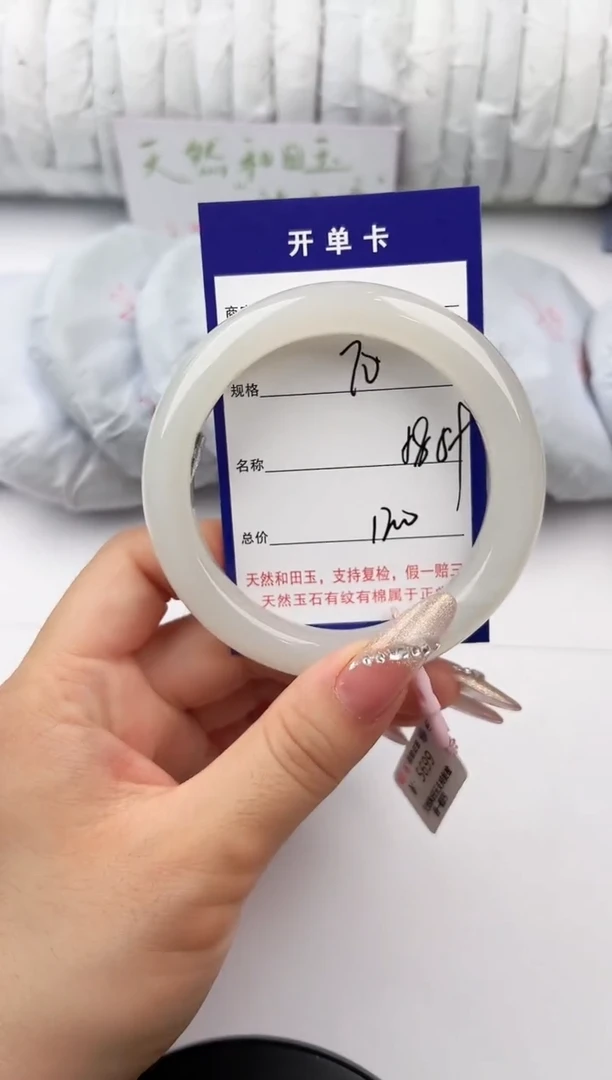 天然和田玉
开单卡
规格 70
名称
总价 1200
天然和田玉，支持复检，假一赔三
天然玉石有纹有棉属于正
5699